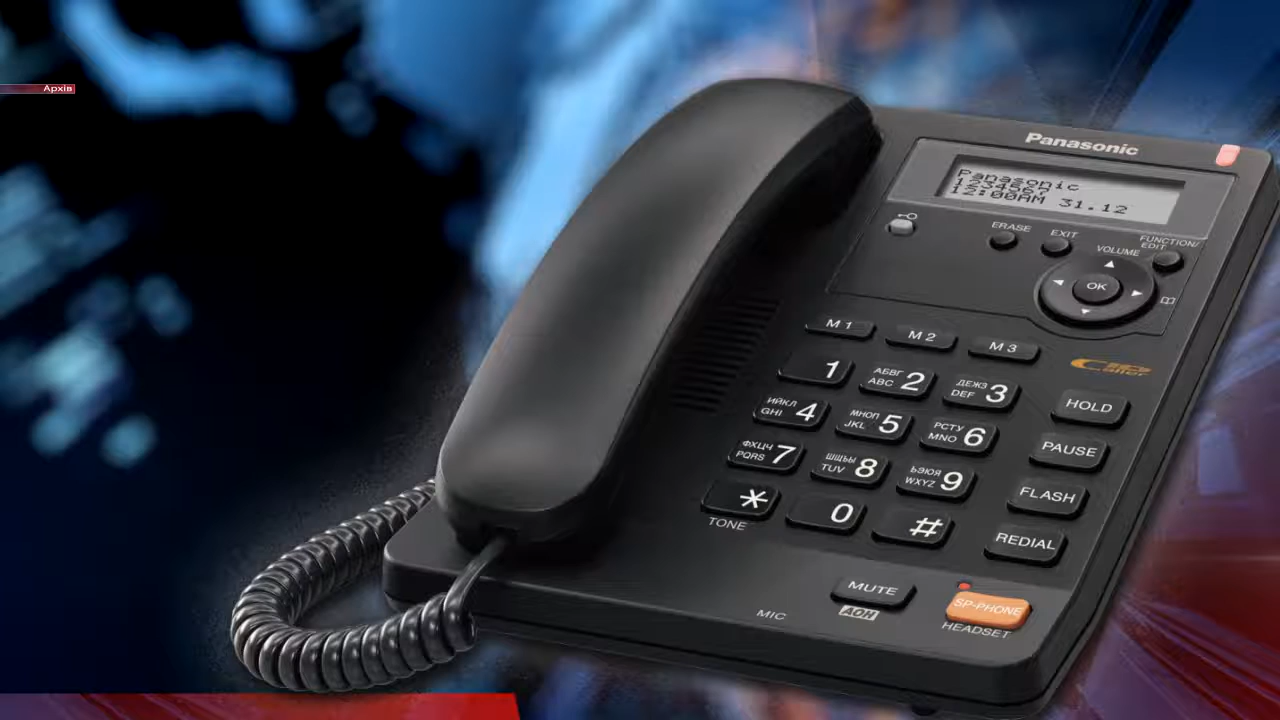 Архів
Panasonic
Panasonic
1234567
12:00AM 31.12
ERASE
EXIT
FUNCTION/
EDIT
VOLUME
OK
M 1
M 2
M 3
1
АБВГ
ABC 2
ДЕЖЗ
DEF 3
HOLD
ИЙКЛ
GHI 4
МНОП
JKL 5
РСТУ
MNO 6
PAUSE
ФХЦЧ
PQRS 7
ШЩЪЫ
TUV 8
ЬЭЮЯ
WXYZ 9
FLASH
*
TONE
0
#
REDIAL
MIC
MUTE
АОН
SP-PHONE
HEADSET